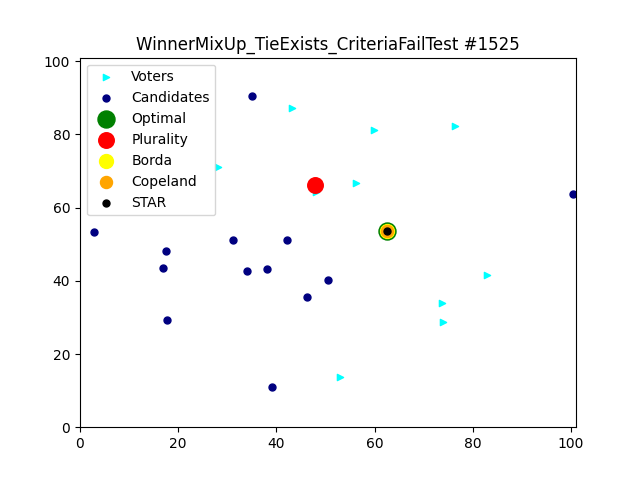 WinnerMixUp_TieExists_CriteriaFailTest #1525
100
80
60
40
20
0
0 20 40 60 80 100
Voters
Candidates
Optimal
Plurality
Borda
Copeland
STAR